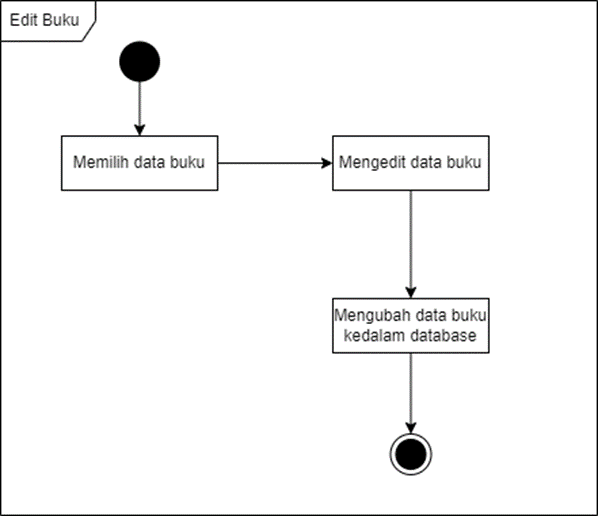 Edit Buku
Memilih data buku
Mengedit data buku
Mengubah data buku
kedalam database